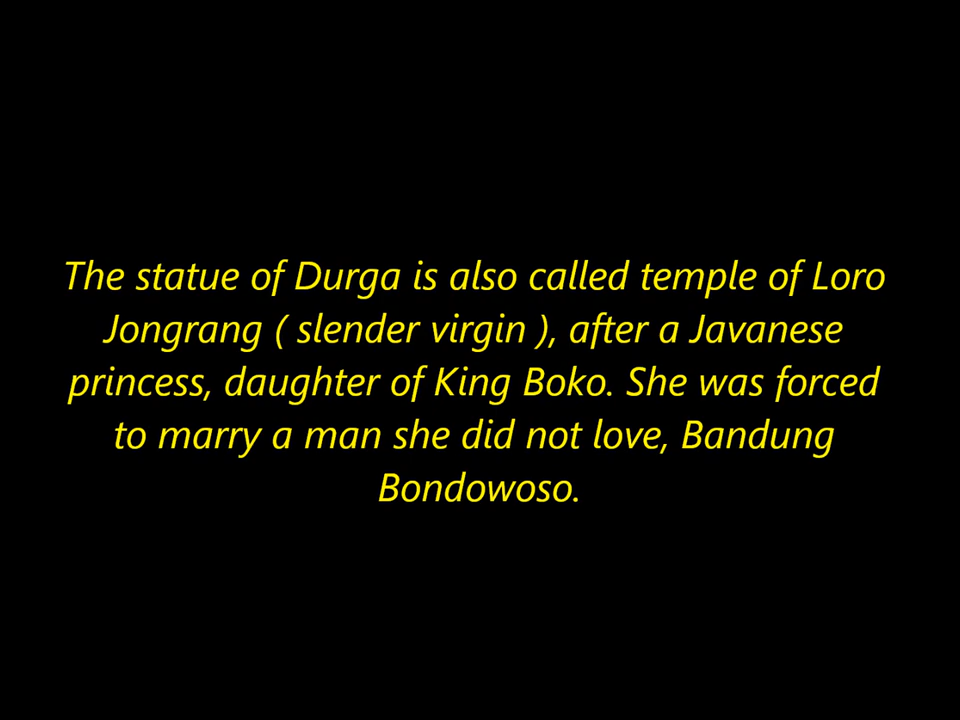 The statue of Durga is also called temple of Loro
Jongrang ( slender virgin ), after a Javanese
princess, daughter of King Boko. She was forced
to marry a man she did not love, Bandung
Bondowoso.